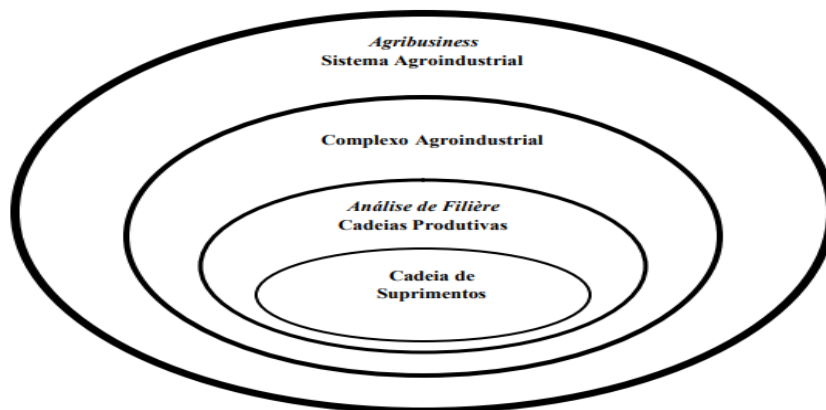 Agribusiness
Sistema Agroindustrial
Complexo Agroindustrial
Análise de Filière
Cadeias Produtivas
Cadeia de
Suprimentos